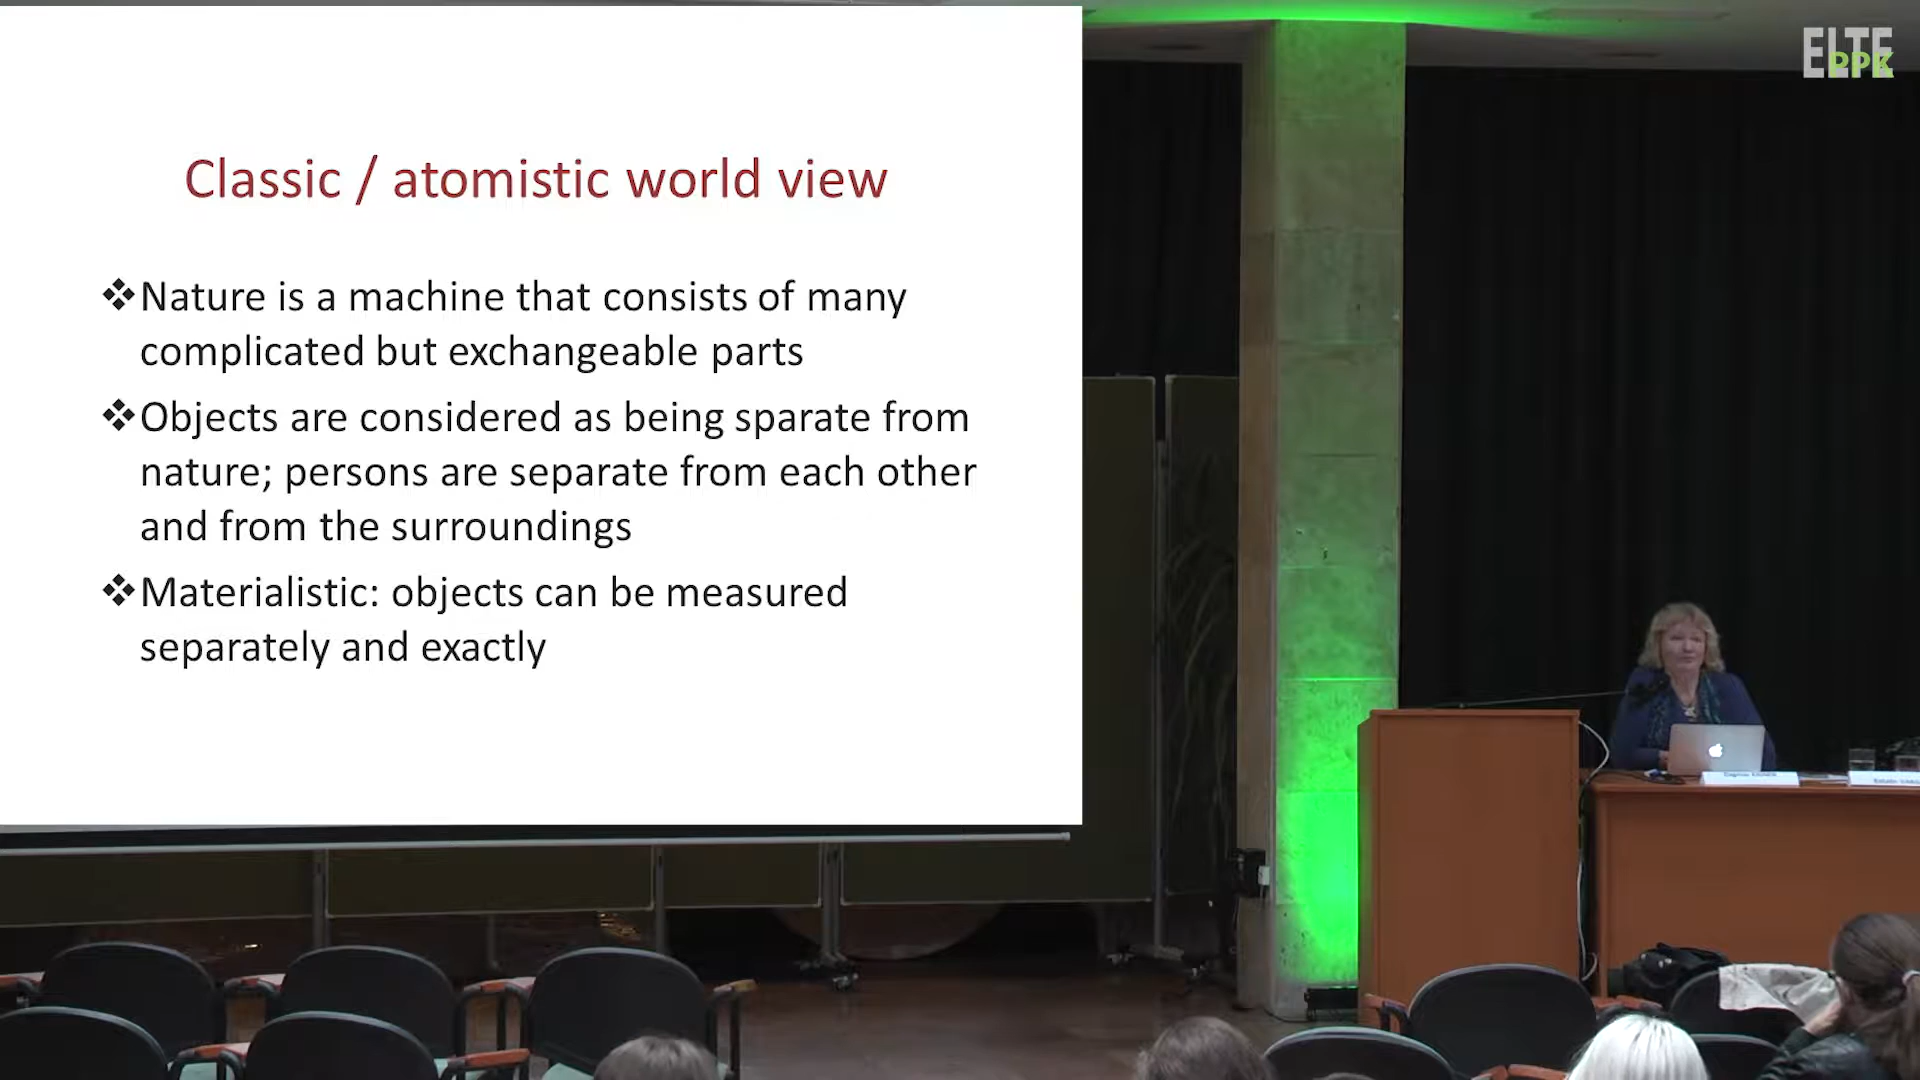 ELTE
PPK
Classic / atomistic world view
❖Nature is a machine that consists of many
complicated but exchangeable parts
❖Objects are considered as being sparate from
nature; persons are separate from each other
and from the surroundings
❖Materialistic: objects can be measured
separately and exactly